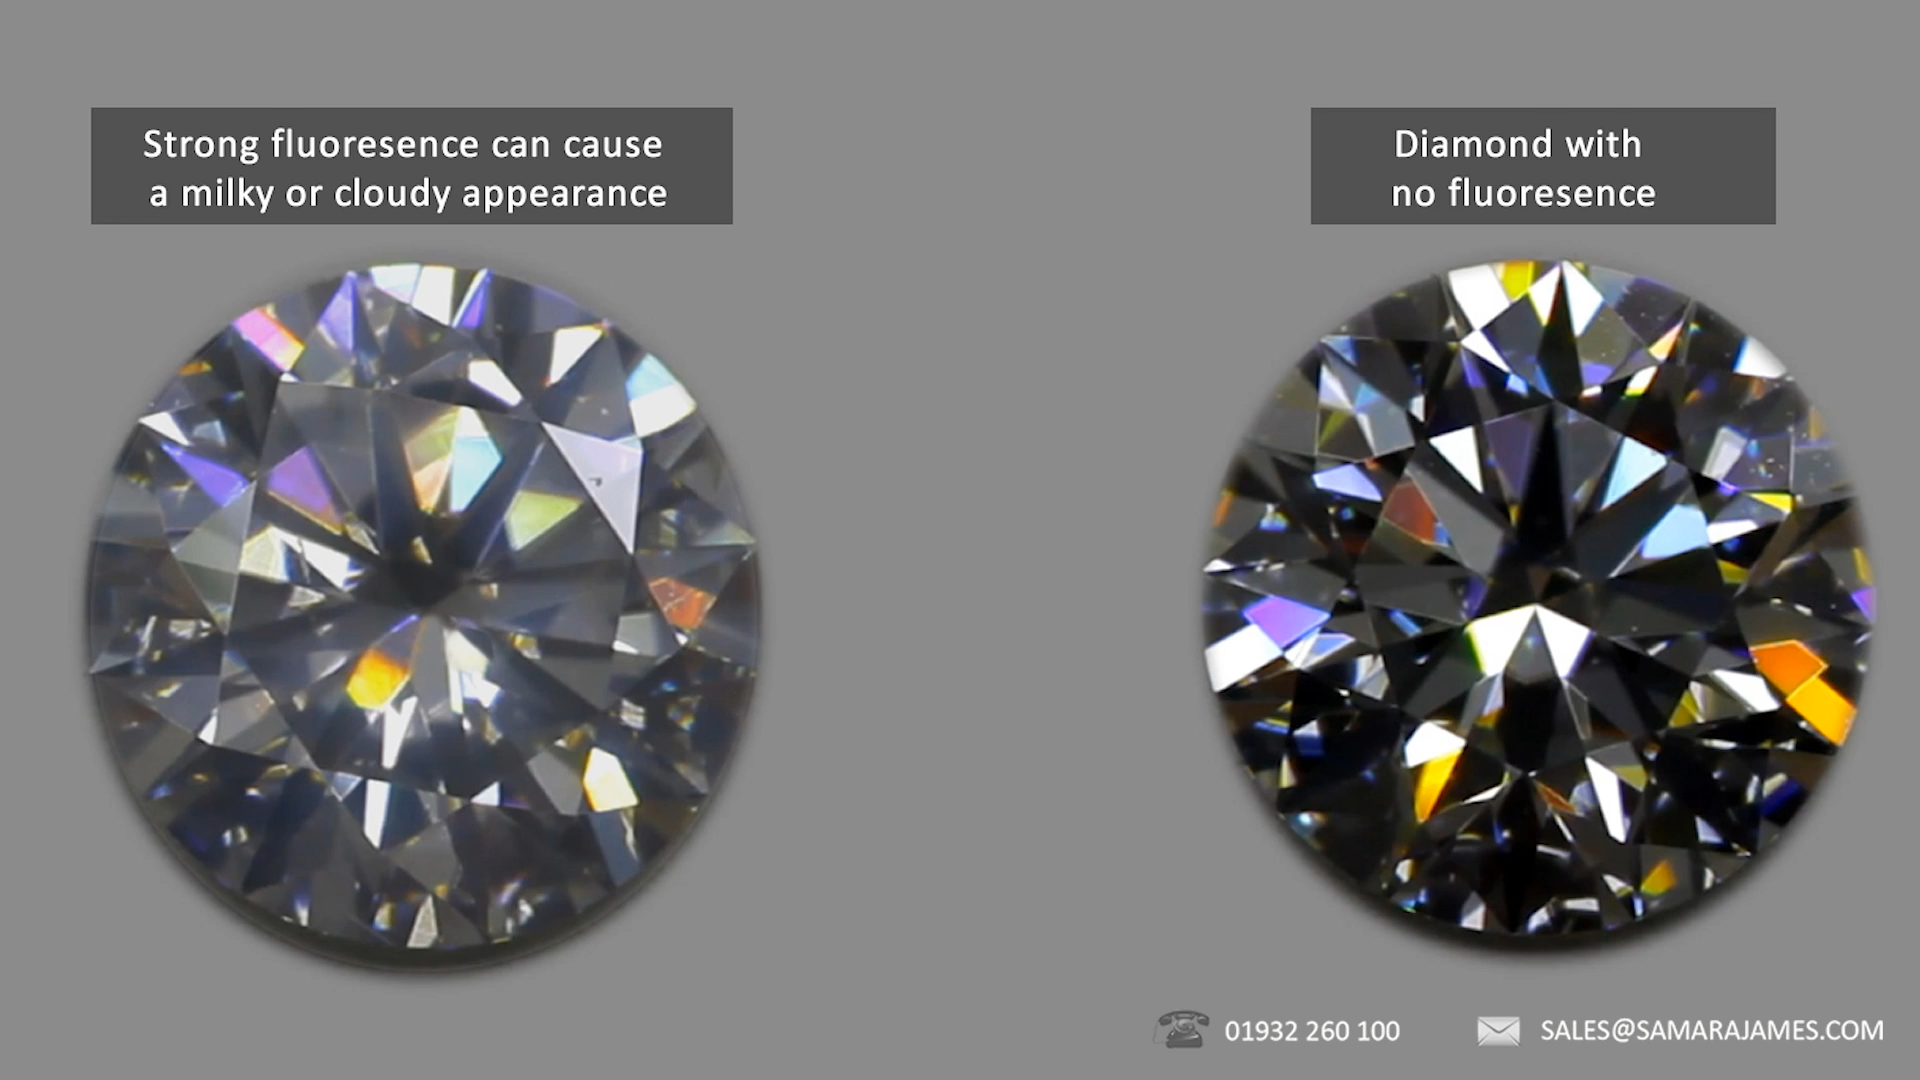 Strong fluoresence can cause
a milky or cloudy appearance
Diamond with
no fluoresence
01932 260 100
SALES@SAMARAJAMES.COM